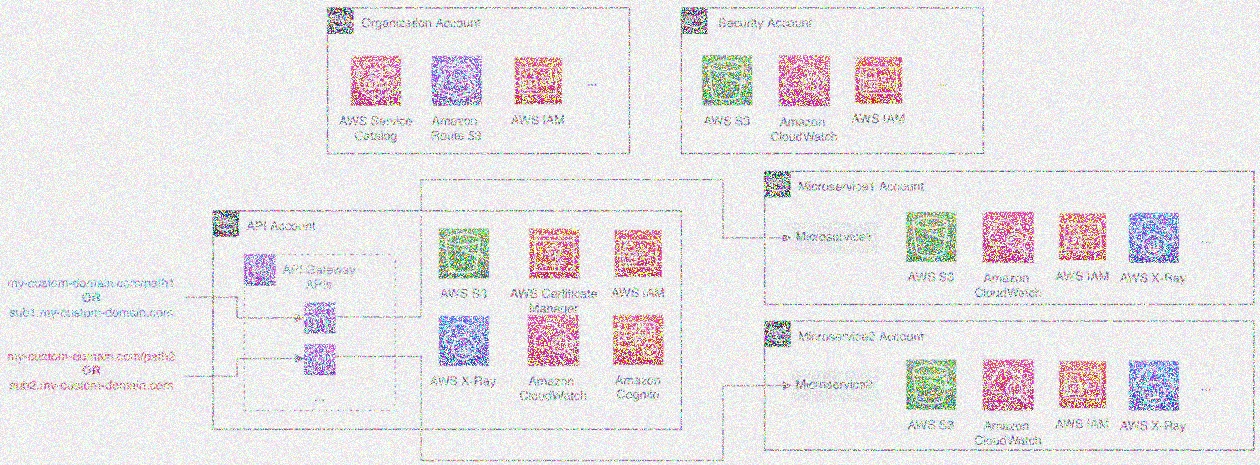 Organization Account
AWS Service
Catalog
Amazon
Route 53
AWS IAM
...
Security Account
AWS S3
Amazon
CloudWatch
AWS IAM
...
API Account
API Gateway
APIs
...
AWS S3
AWS Certificate
Manager
AWS IAM
AWS X-Ray
Amazon
CloudWatch
Amazon
Cognito
my-custom-domain.com/path1
OR
sub1.my-custom-domain.com
my-custom-domain.com/path2
OR
sub2.my-custom-domain.com
Microservice1 Account
Microservice1
AWS S3
Amazon
CloudWatch
AWS IAM
AWS X-Ray
...
Microservice2 Account
Microservice2
AWS S3
Amazon
CloudWatch
AWS IAM
AWS X-Ray
...